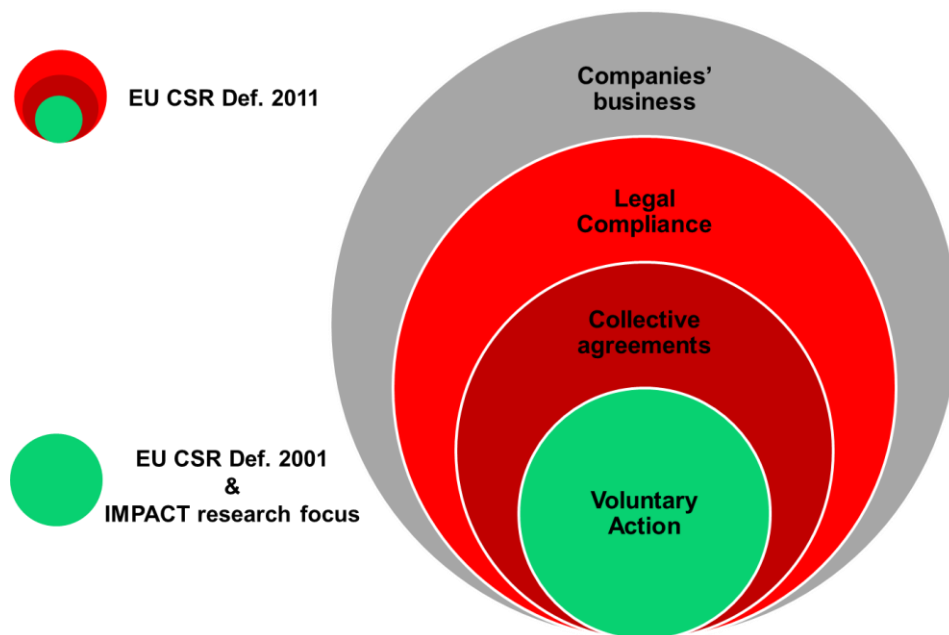 EU CSR Def. 2011
EU CSR Def. 2001
&
IMPACT research focus
Companies’
business
Legal
Compliance
Collective
agreements
Voluntary
Action